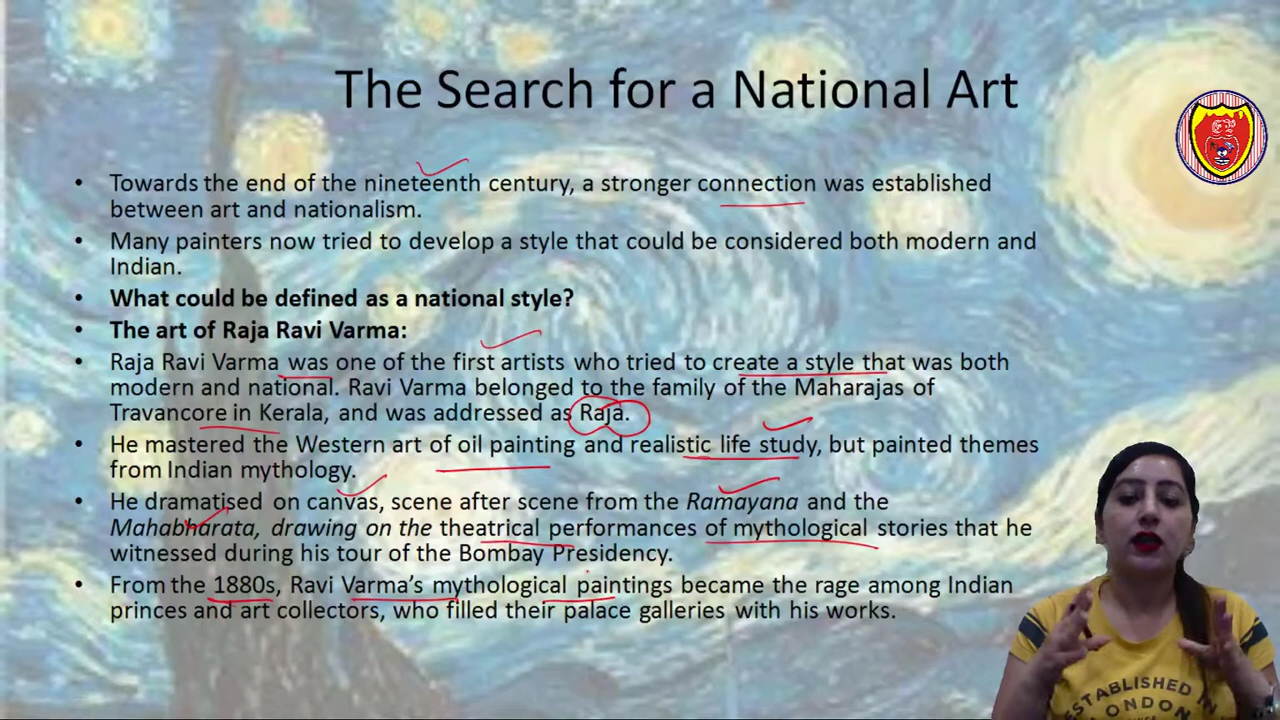 The Search for a National Art
• Towards the end of the nineteenth century, a stronger connection was established
between art and nationalism.
• Many painters now tried to develop a style that could be considered both modern and
Indian.
• What could be defined as a national style?
• The art of Raja Ravi Varma:
• Raja Ravi Varma was one of the first artists who tried to create a style that was both
modern and national. Ravi Varma belonged to the family of the Maharajas of
Travancore in Kerala, and was addressed as Raja.
• He mastered the Western art of oil painting and realistic life study, but painted themes
from Indian mythology.
• He dramatised on canvas, scene after scene from the Ramayana and the
Mahabharata, drawing on the theatrical performances of mythological stories that he
witnessed during his tour of the Bombay Presidency.
• From the 1880s, Ravi Varma's mythological paintings became the rage among Indian
princes and art collectors, who filled their palace galleries with his works.
ESTABLISHED IN
LONDON